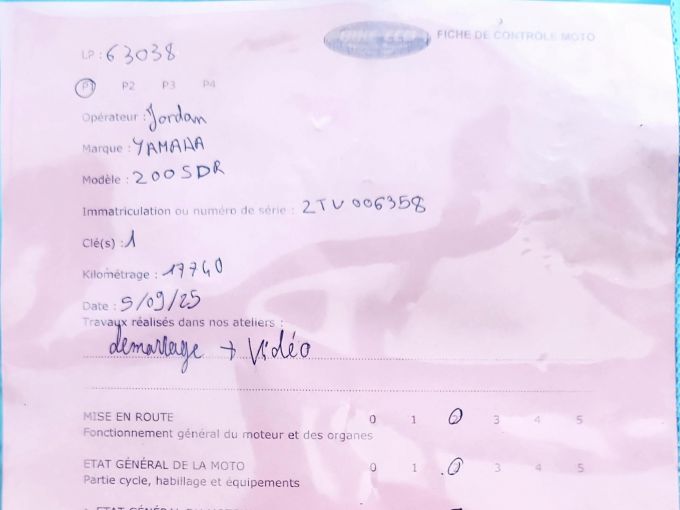 FICHE DE CONTRÔLE MOTO
LP : 63038
P1 P2 P3 P4
Opérateur : Jordan
Marque : YAMAHA
Modèle : 200 SDR
Immatriculation ou numéro de série : 2TV 006358
Clé(s) : 1
Kilométrage : 17740
Date : 5/09/25
Travaux réalisés dans nos ateliers :
démarrage + Vidéo
MISE EN ROUTE 0 1 2 3 4 5
Fonctionnement général du moteur et des organes
ETAT GÉNÉRAL DE LA MOTO 0 1 2 3 4 5
Partie cycle, habillage et équipements